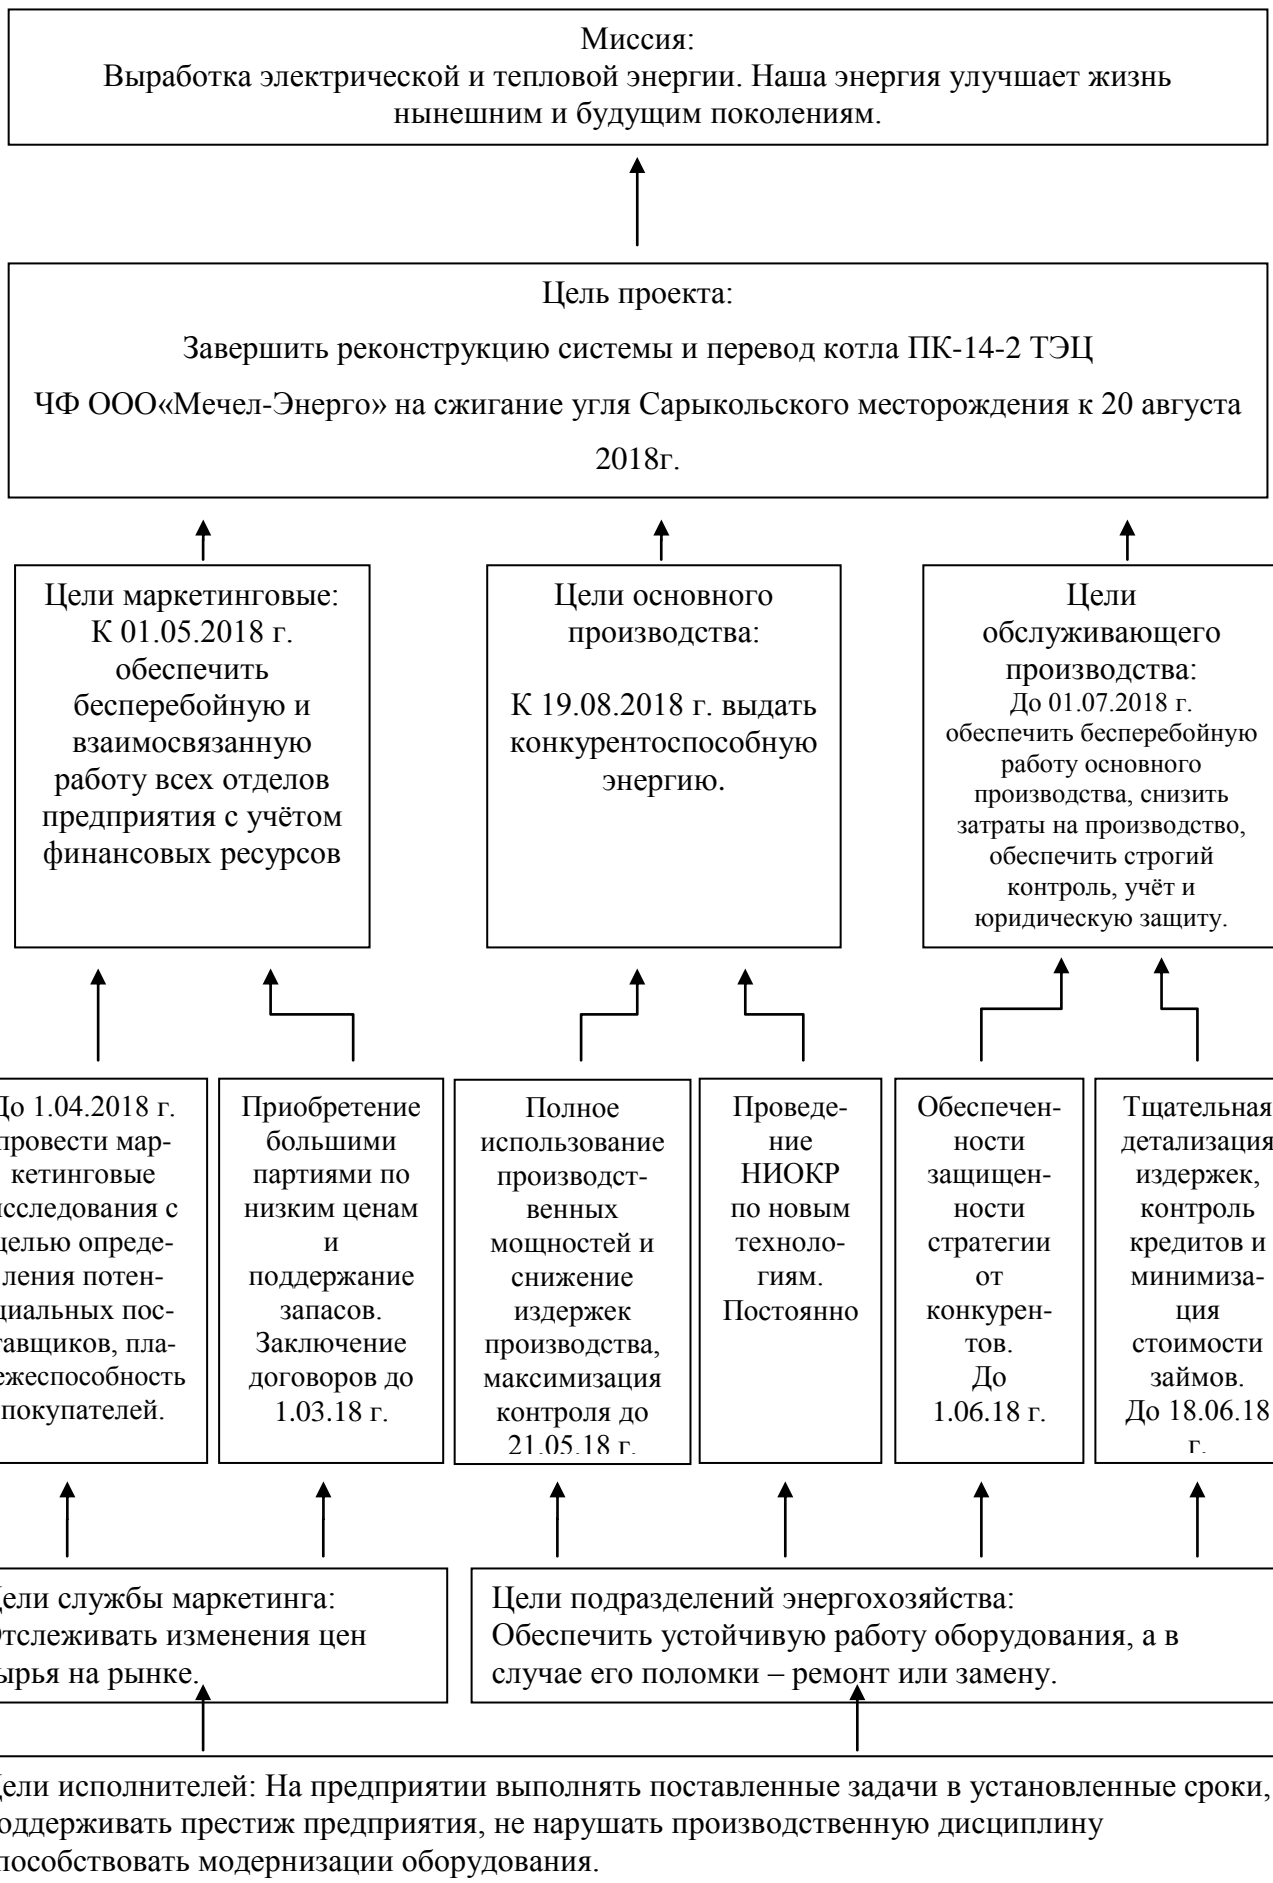 Миссия:
Выработка электрической и тепловой энергии. Наша энергия улучшает жизнь
нынешним и будущим поколениям.
Цель проекта:
Завершить реконструкцию системы и перевод котла ПК-14-2 ТЭЦ
ЧФ ООО«Мечел-Энерго» на сжигание угля Сарыкольского месторождения к 20 августа
2018г.
Цели маркетинговые:
К 01.05.2018 г.
обеспечить
бесперебойную и
взаимосвязанную
работу всех отделов
предприятия с учётом
финансовых ресурсов
Цели основного
производства:
К 19.08.2018 г. выдать
конкурентоспособную
энергию.
Цели
обслуживающего
производства:
До 01.07.2018 г.
обеспечить бесперебойную
работу основного
производства, снизить
затраты на производство,
обеспечить строгий
контроль, учёт и
юридическую защиту.
До 1.04.2018 г.
провести мар-
кетинговые
исследования с
целью опреде-
ления потен-
циальных пос-
тавщиков, пла-
ежеспособность
покупателей.
Приобретение
большими
партиями по
низким ценам
и
поддержание
запасов.
Заключение
договоров до
1.03.18 г.
Полное
использование
производст-
венных
мощностей и
снижение
издержек
производства,
максимизация
контроля до
21.05.18 г.
Проведе-
ние
НИОКР
по новым
техноло-
гиям.
Постоянно
Обеспечен-
ности
защищен-
ности
стратегии
от
конкурен-
тов.
До
1.06.18 г.
Тщательная
детализация
издержек,
контроль
кредитов и
минимиза-
ция
стоимости
займов.
До 18.06.18
г.
Цели службы маркетинга:
Отслеживать изменения цен
сырья на рынке.
Цели подразделений энергохозяйства:
Обеспечить устойчивую работу оборудования, а в
случае его поломки – ремонт или замену.
Цели исполнителей: На предприятии выполнять поставленные задачи в установленные сроки,
поддерживать престиж предприятия, не нарушать производственную дисциплину
способствовать модернизации оборудования.